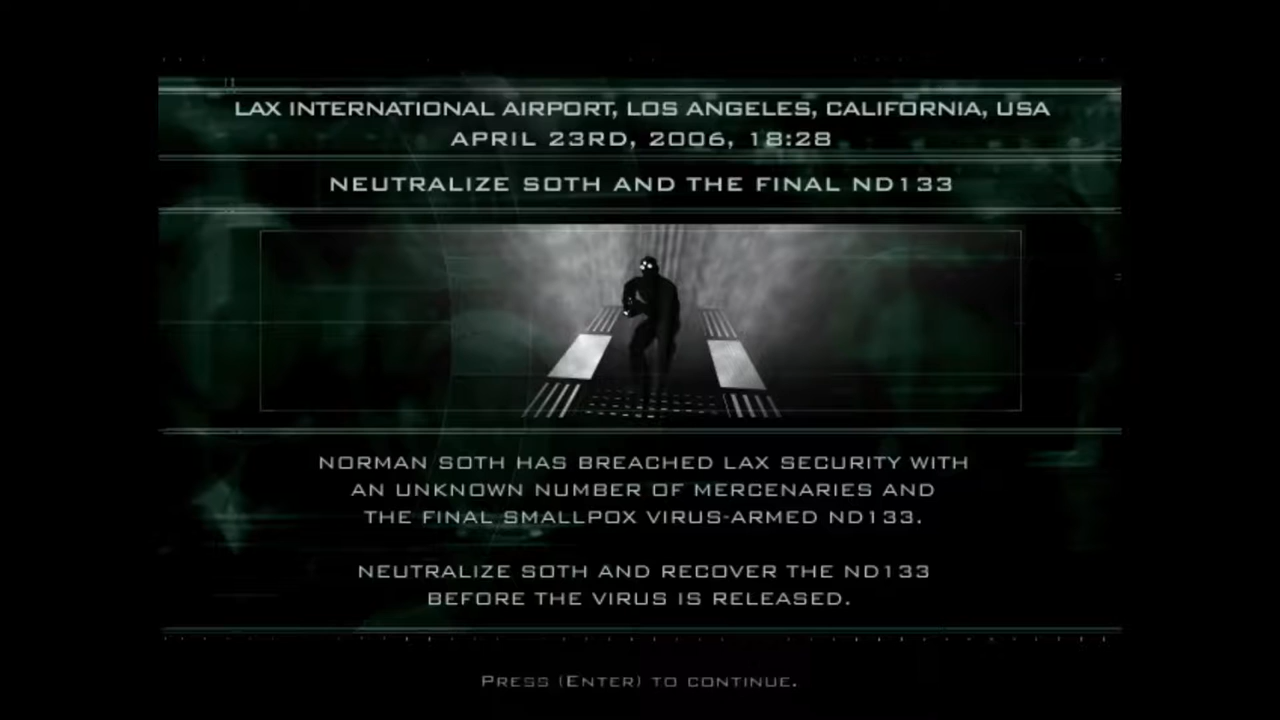 LAX INTERNATIONAL AIRPORT, LOS ANGELES, CALIFORNIA, USA
APRIL 23RD, 2006, 18:28
NEUTRALIZE SOTH AND THE FINAL ND133
NORMAN SOTH HAS BREACHED LAX SECURITY WITH
AN UNKNOWN NUMBER OF MERCENARIES AND
THE FINAL SMALLPOX VIRUS-ARMED ND133.
NEUTRALIZE SOTH AND RECOVER THE ND133
BEFORE THE VIRUS IS RELEASED.
PRESS (ENTER) TO CONTINUE.